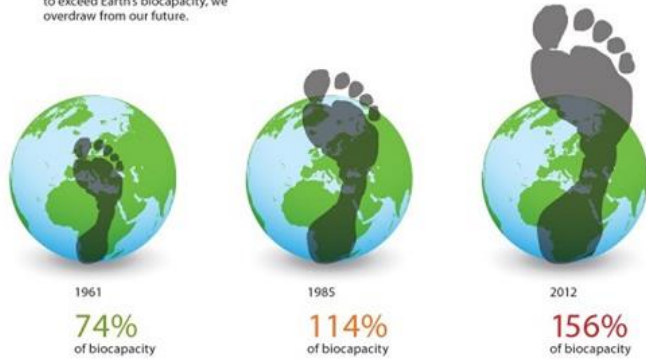 to exceed Earth's biocapacity, we
overdraw from our future.
1961
74%
of biocapacity
1985
114%
of biocapacity
2012
156%
of biocapacity